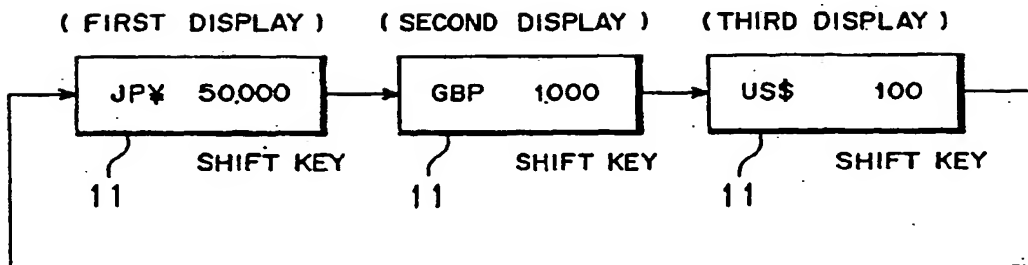 ( FIRST DISPLAY ) ( SECOND DISPLAY ) ( THIRD DISPLAY )
JP¥ 50,000 GBP 1,000 US$ 100
SHIFT KEY SHIFT KEY SHIFT KEY
11 11 11